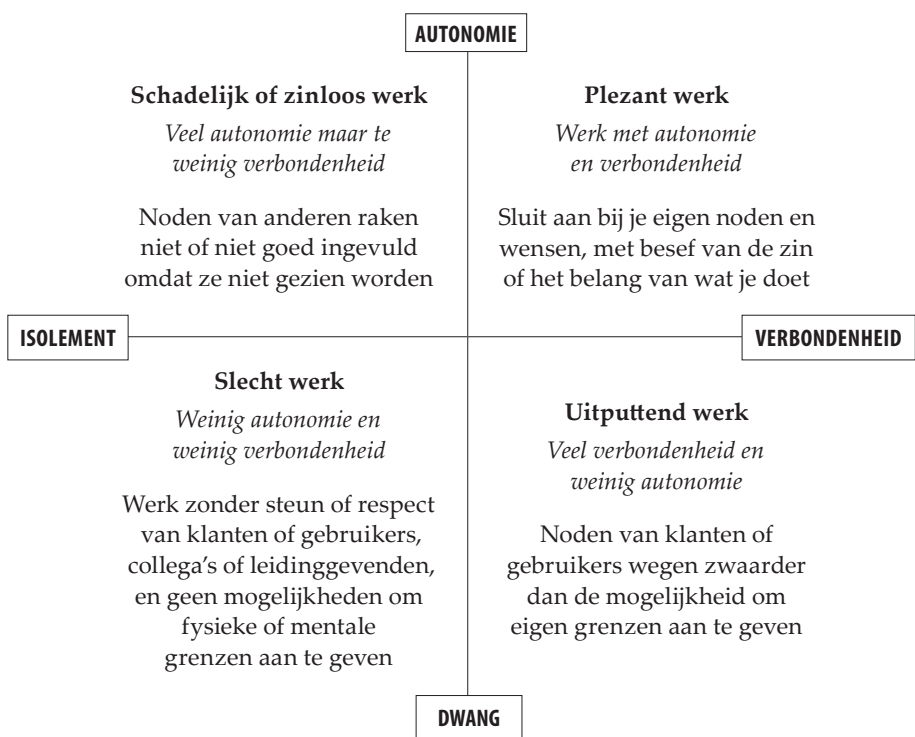 AUTONOMIE
Schadelijk of zinloos werk
Veel autonomie maar te
weinig verbondenheid
Noden van anderen raken
niet of niet goed ingevuld
omdat ze niet gezien worden
Plezant werk
Werk met autonomie
en verbondenheid
Sluit aan bij je eigen noden en
wensen, met besef van de zin
of het belang van wat je doet
ISOLEMENT
VERBONDENHEID
Slecht werk
Weinig autonomie en
weinig verbondenheid
Werk zonder steun of respect
van klanten of gebruikers,
collega's of leidinggevenden,
en geen mogelijkheden om
fysieke of mentale
grenzen aan te geven
Uitputtend werk
Veel verbondenheid en
weinig autonomie
Noden van klanten of
gebruikers wegen zwaarder
dan de mogelijkheid om
eigen grenzen aan te geven
DWANG